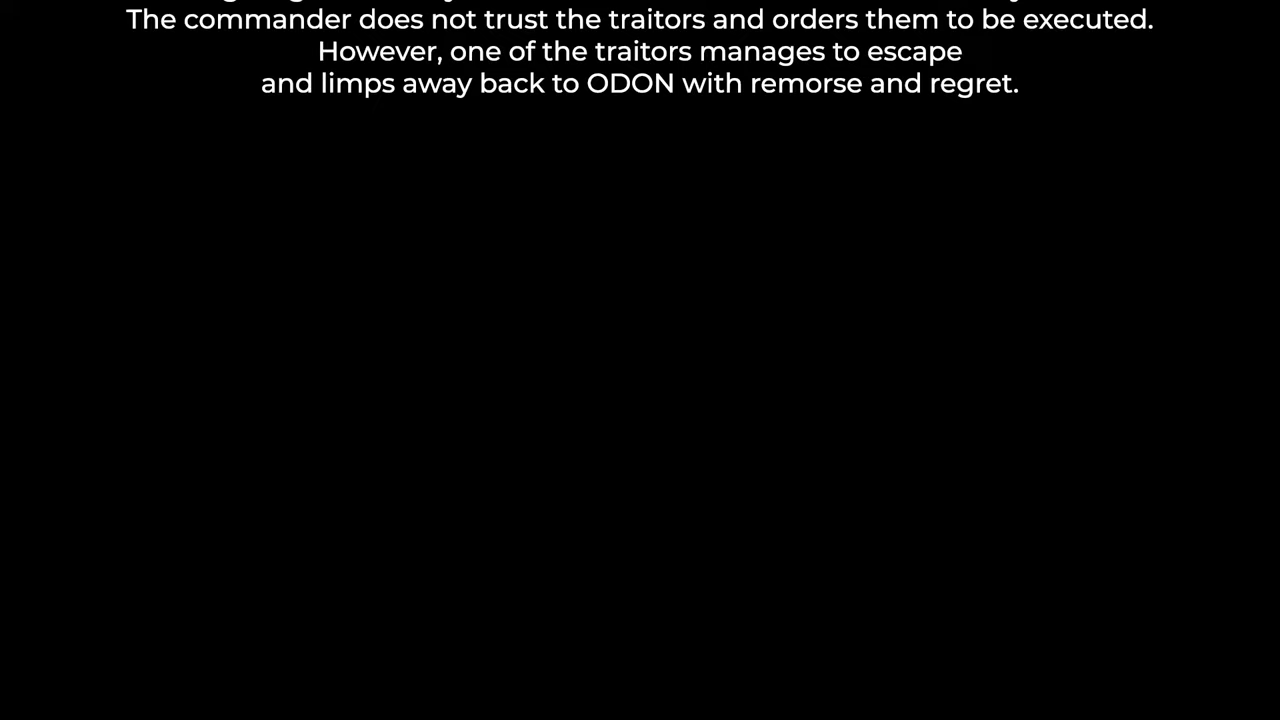 The commander does not trust the traitors and orders them to be executed.
However, one of the traitors manages to escape
and limps away back to ODON with remorse and regret.